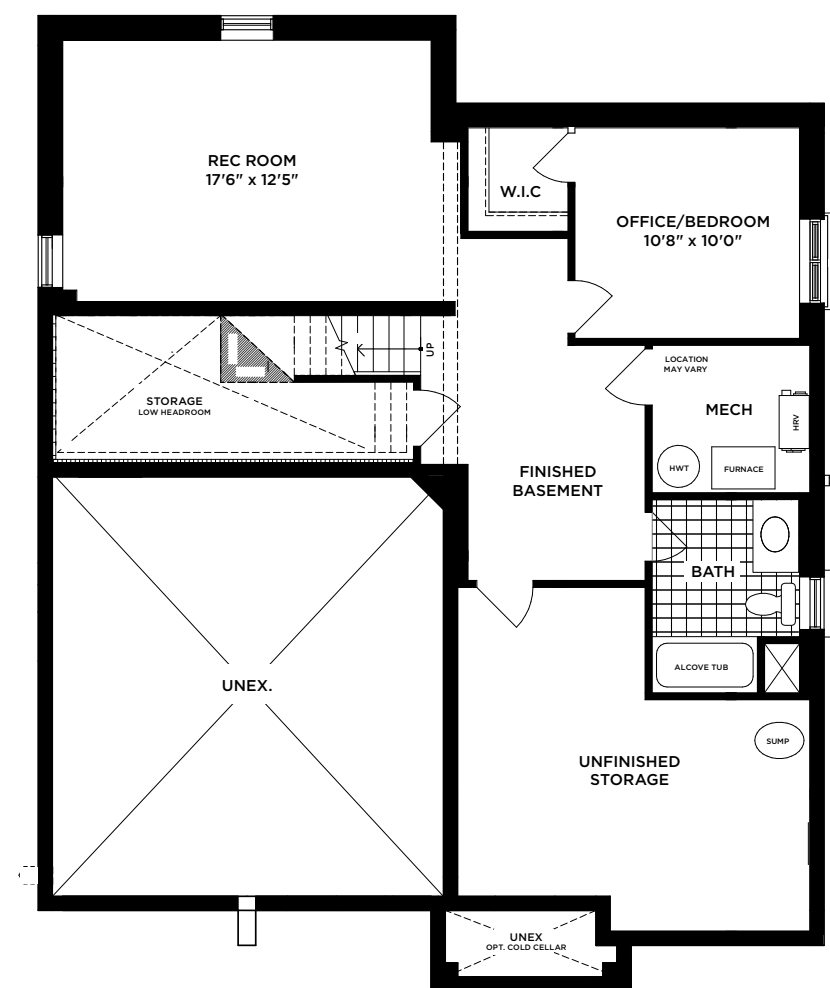 REC ROOM
17'6" x 12'5"
W.I.C
OFFICE/BEDROOM
10'8" x 10'0"
UP
LOCATION
MAY VARY
MECH
HRV
STORAGE
LOW HEADROOM
HWT
FURNACE
FINISHED
BASEMENT
BATH
ALCOVE TUB
UNEX.
SUMP
UNFINISHED
STORAGE
UNEX
OPT. COLD CELLAR